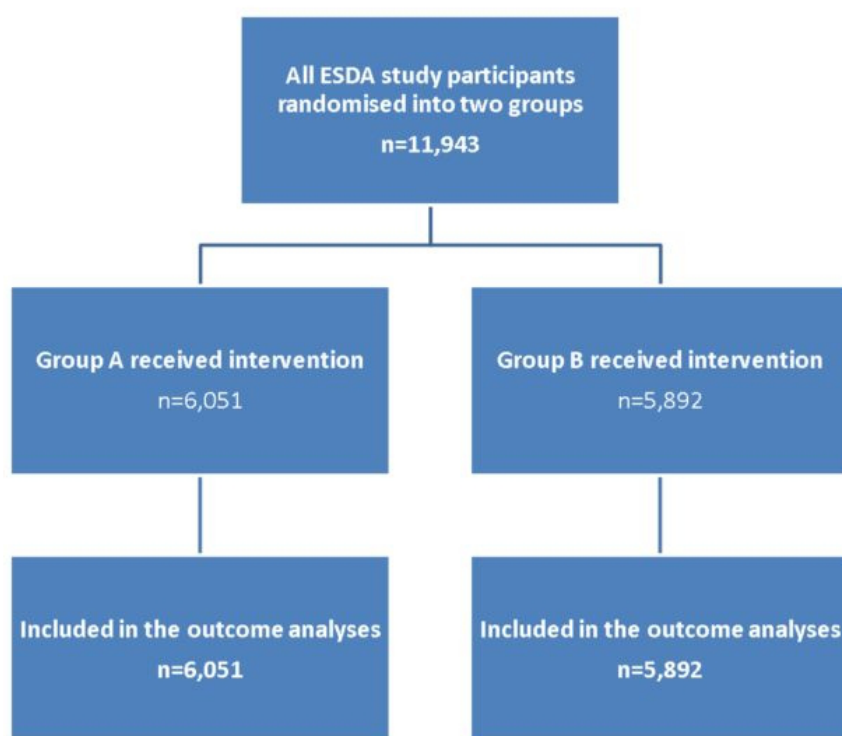 All ESDA study participants
randomised into two groups
n=11,943
Group A received intervention
n=6,051
Group B received intervention
n=5,892
Included in the outcome analyses
n=6,051
Included in the outcome analyses
n=5,892